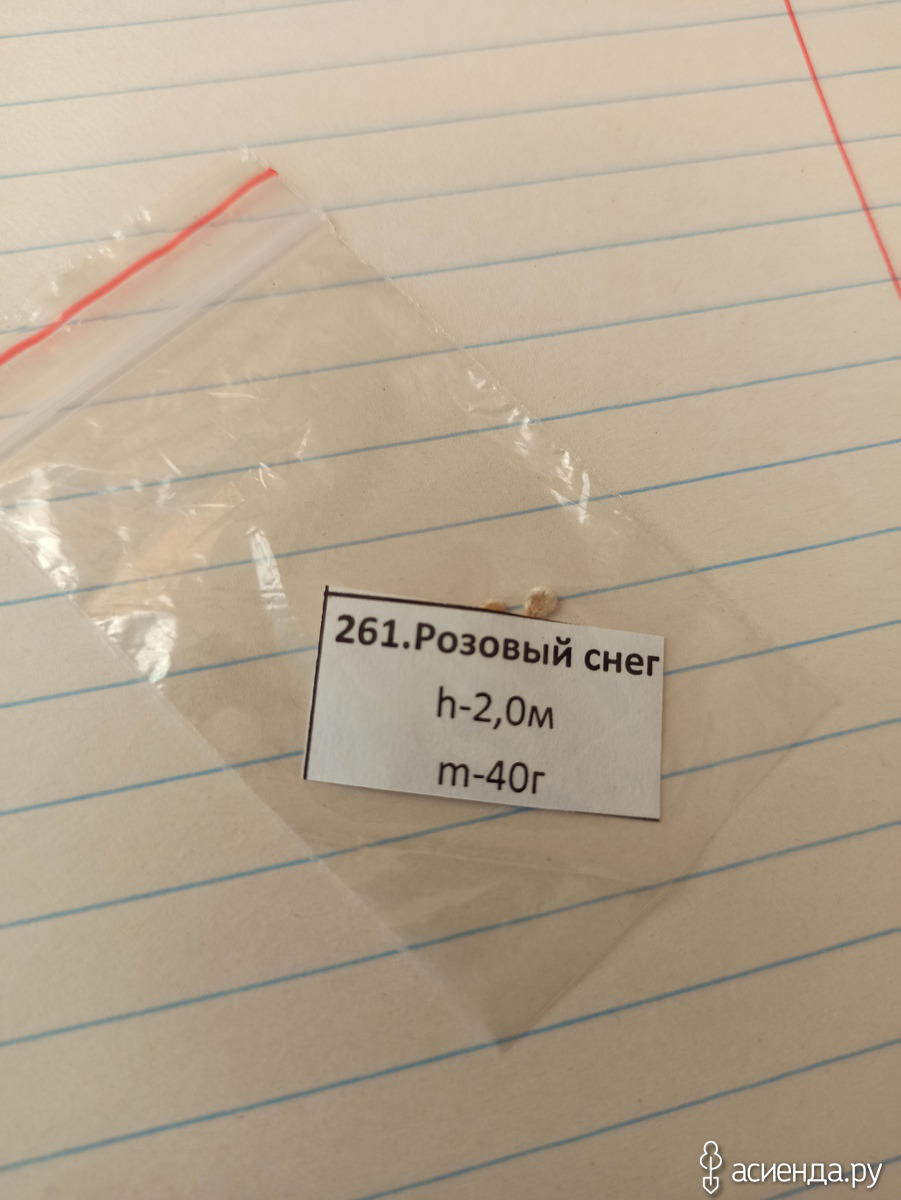 261.Розовый снег
h-2,0м
m-40г
асиенда.ру